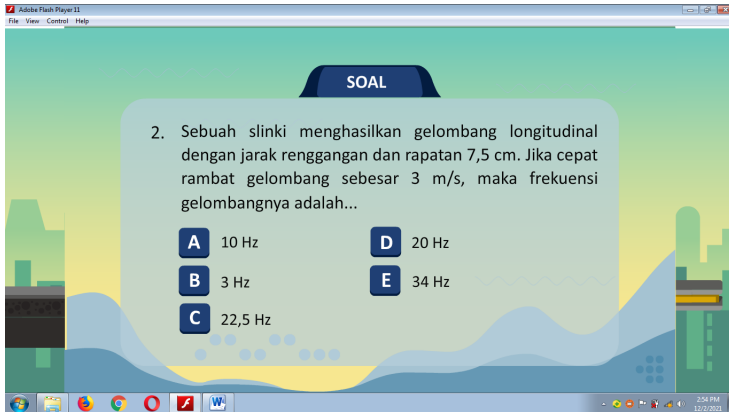 Adobe Flash Player 11
File View Control Help
SOAL
2. Sebuah slinki menghasilkan gelombang longitudinal
dengan jarak renggangan dan rapatan 7,5 cm. Jika cepat
rambat gelombang sebesar 3 m/s, maka frekuensi
gelombangnya adalah...
A 10 Hz
B 3 Hz
C 22,5 Hz
D 20 Hz
E 34 Hz
2:54 PM
12/2/2021